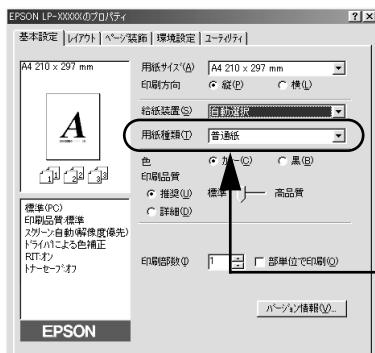 EPSON LP-XXXXXのプロパティ
基本設定 レイアウト ページ装飾 環境設定 ユーティリティ
A4 210 x 297 mm
A
1 2 3
標準(PC)
印刷品質:標準
スクリーン:自動(解像度優先)
ドライバによる色補正
RIT:オン
トナーセーブ:オフ
EPSON
用紙サイズ(Z) A4 210 x 297 mm
印刷方向 縦(P) 横(L)
給紙装置(S) 自動選択
用紙種類(T) 普通紙
色 カラー(C) 黒(B)
印刷品質
推奨(U) 標準 高品質
詳細(D)
印刷部数(I) 1 部単位で印刷(O)
バージョン情報(V)...